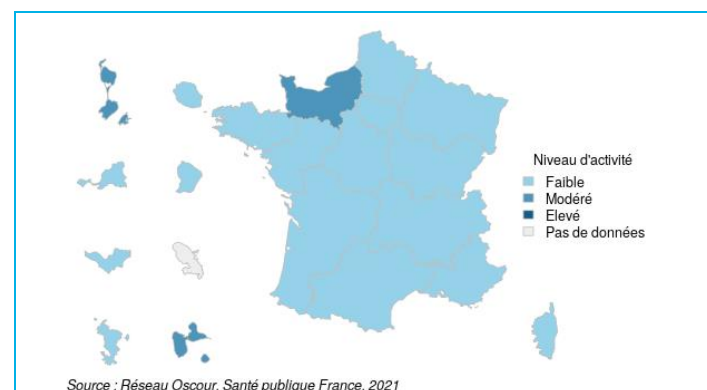 Niveau d'activité
Faible
Modéré
Elevé
Pas de données
Source : Réseau Oscour, Santé publique France, 2021